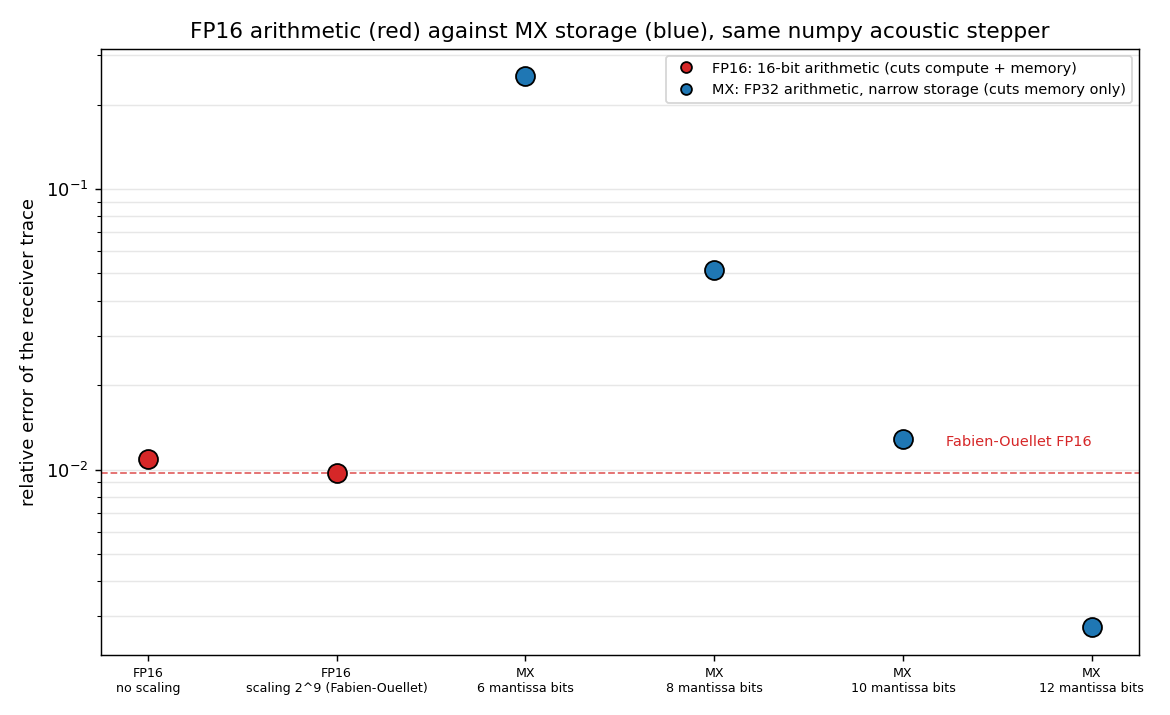 FP16 arithmetic (red) against MX storage (blue), same numpy acoustic stepper
FP16: 16-bit arithmetic (cuts compute + memory)
MX: FP32 arithmetic, narrow storage (cuts memory only)
relative error of the receiver trace
10⁻¹
10⁻²
Fabien-Ouellet FP16
FP16
no scaling
FP16
scaling 2^9 (Fabien-Ouellet)
MX
6 mantissa bits
MX
8 mantissa bits
MX
10 mantissa bits
MX
12 mantissa bits